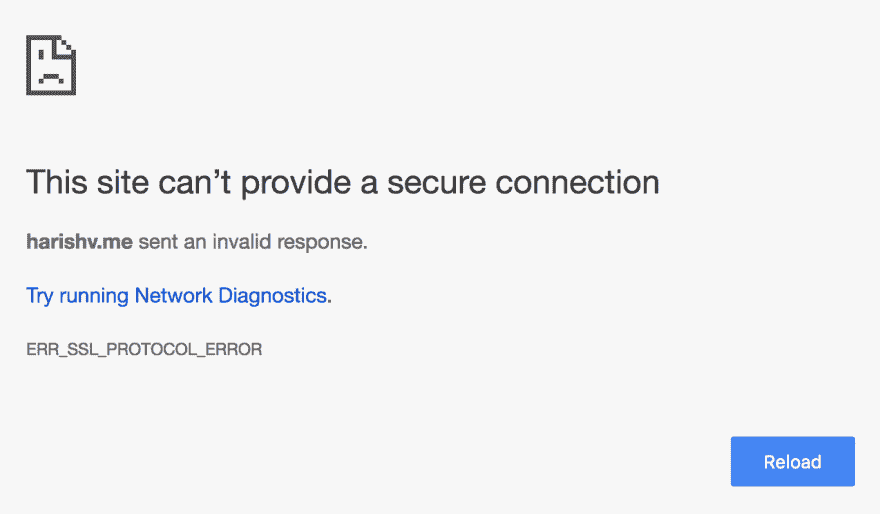 This site can’t provide a secure connection
harishv.me sent an invalid response.
Try running Network Diagnostics.
ERR_SSL_PROTOCOL_ERROR
Reload